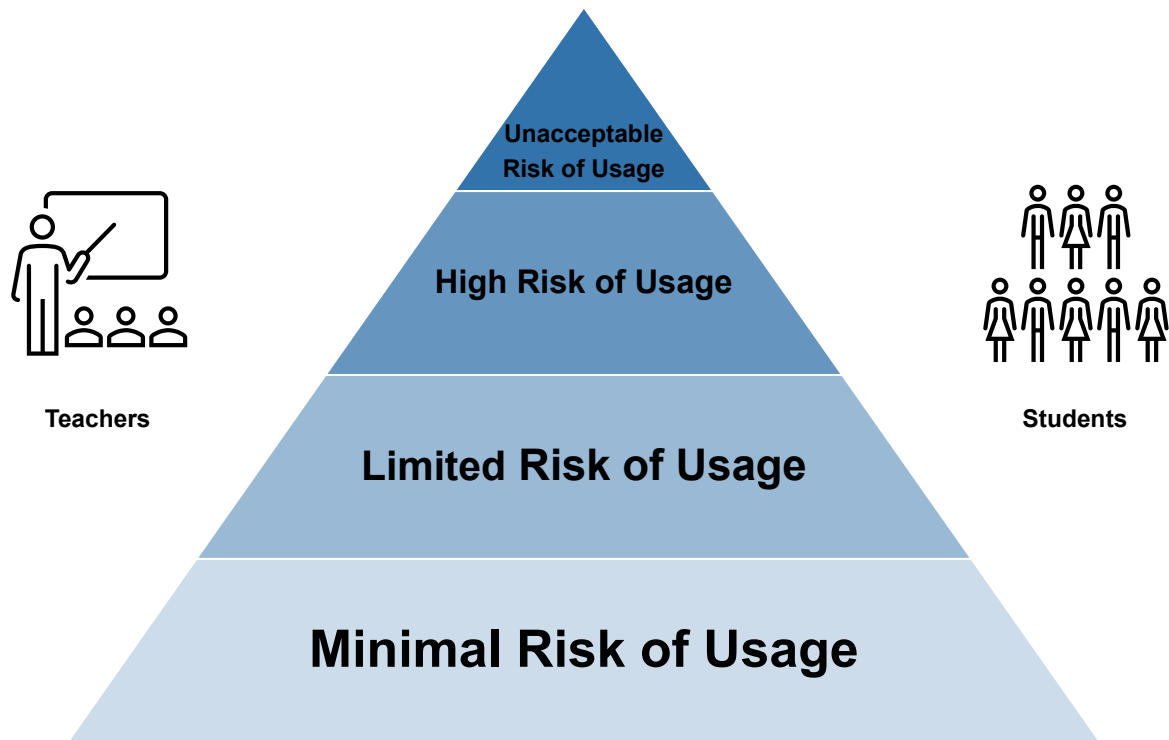 Unacceptable
Risk of Usage
High Risk of Usage
Teachers
Students
Limited Risk of Usage
Minimal Risk of Usage